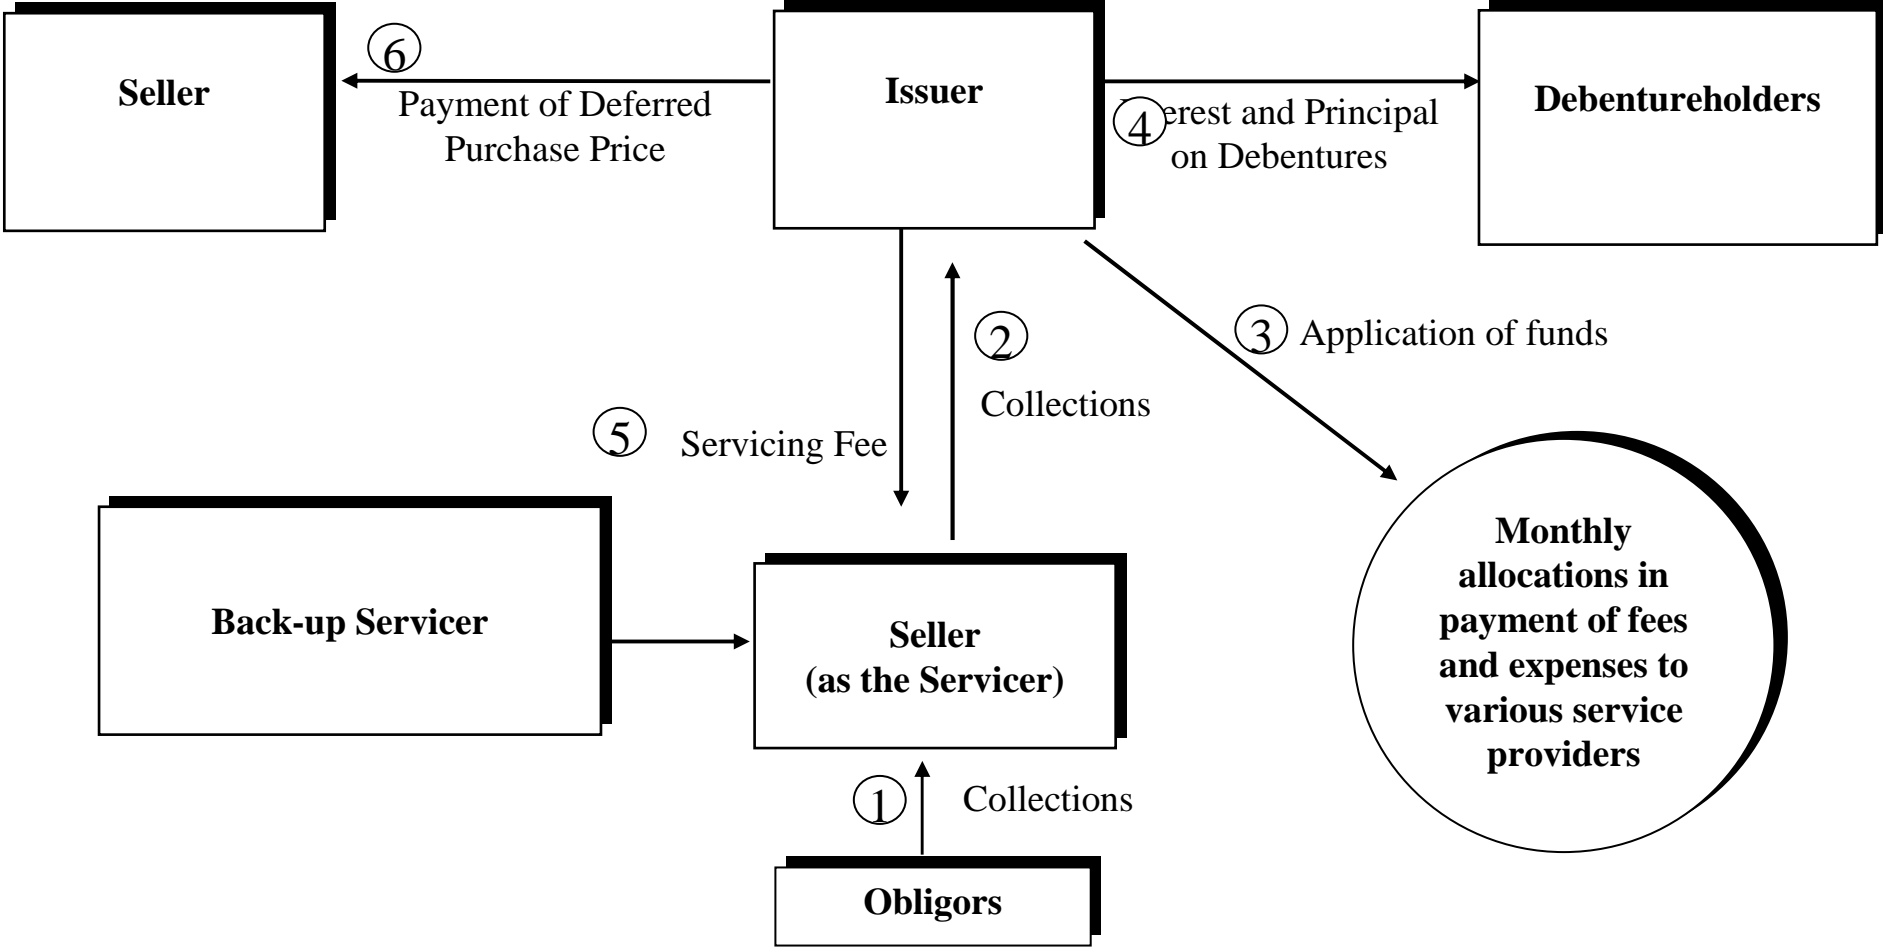 6
Seller
Issuer
Debentureholders
Payment of Deferred
Purchase Price
4
erest and Principal
on Debentures
2
3
Application of funds
Collections
5
Servicing Fee
Back-up Servicer
Seller
(as the Servicer)
Monthly
allocations in
payment of fees
and expenses to
various service
providers
1
Collections
Obligors